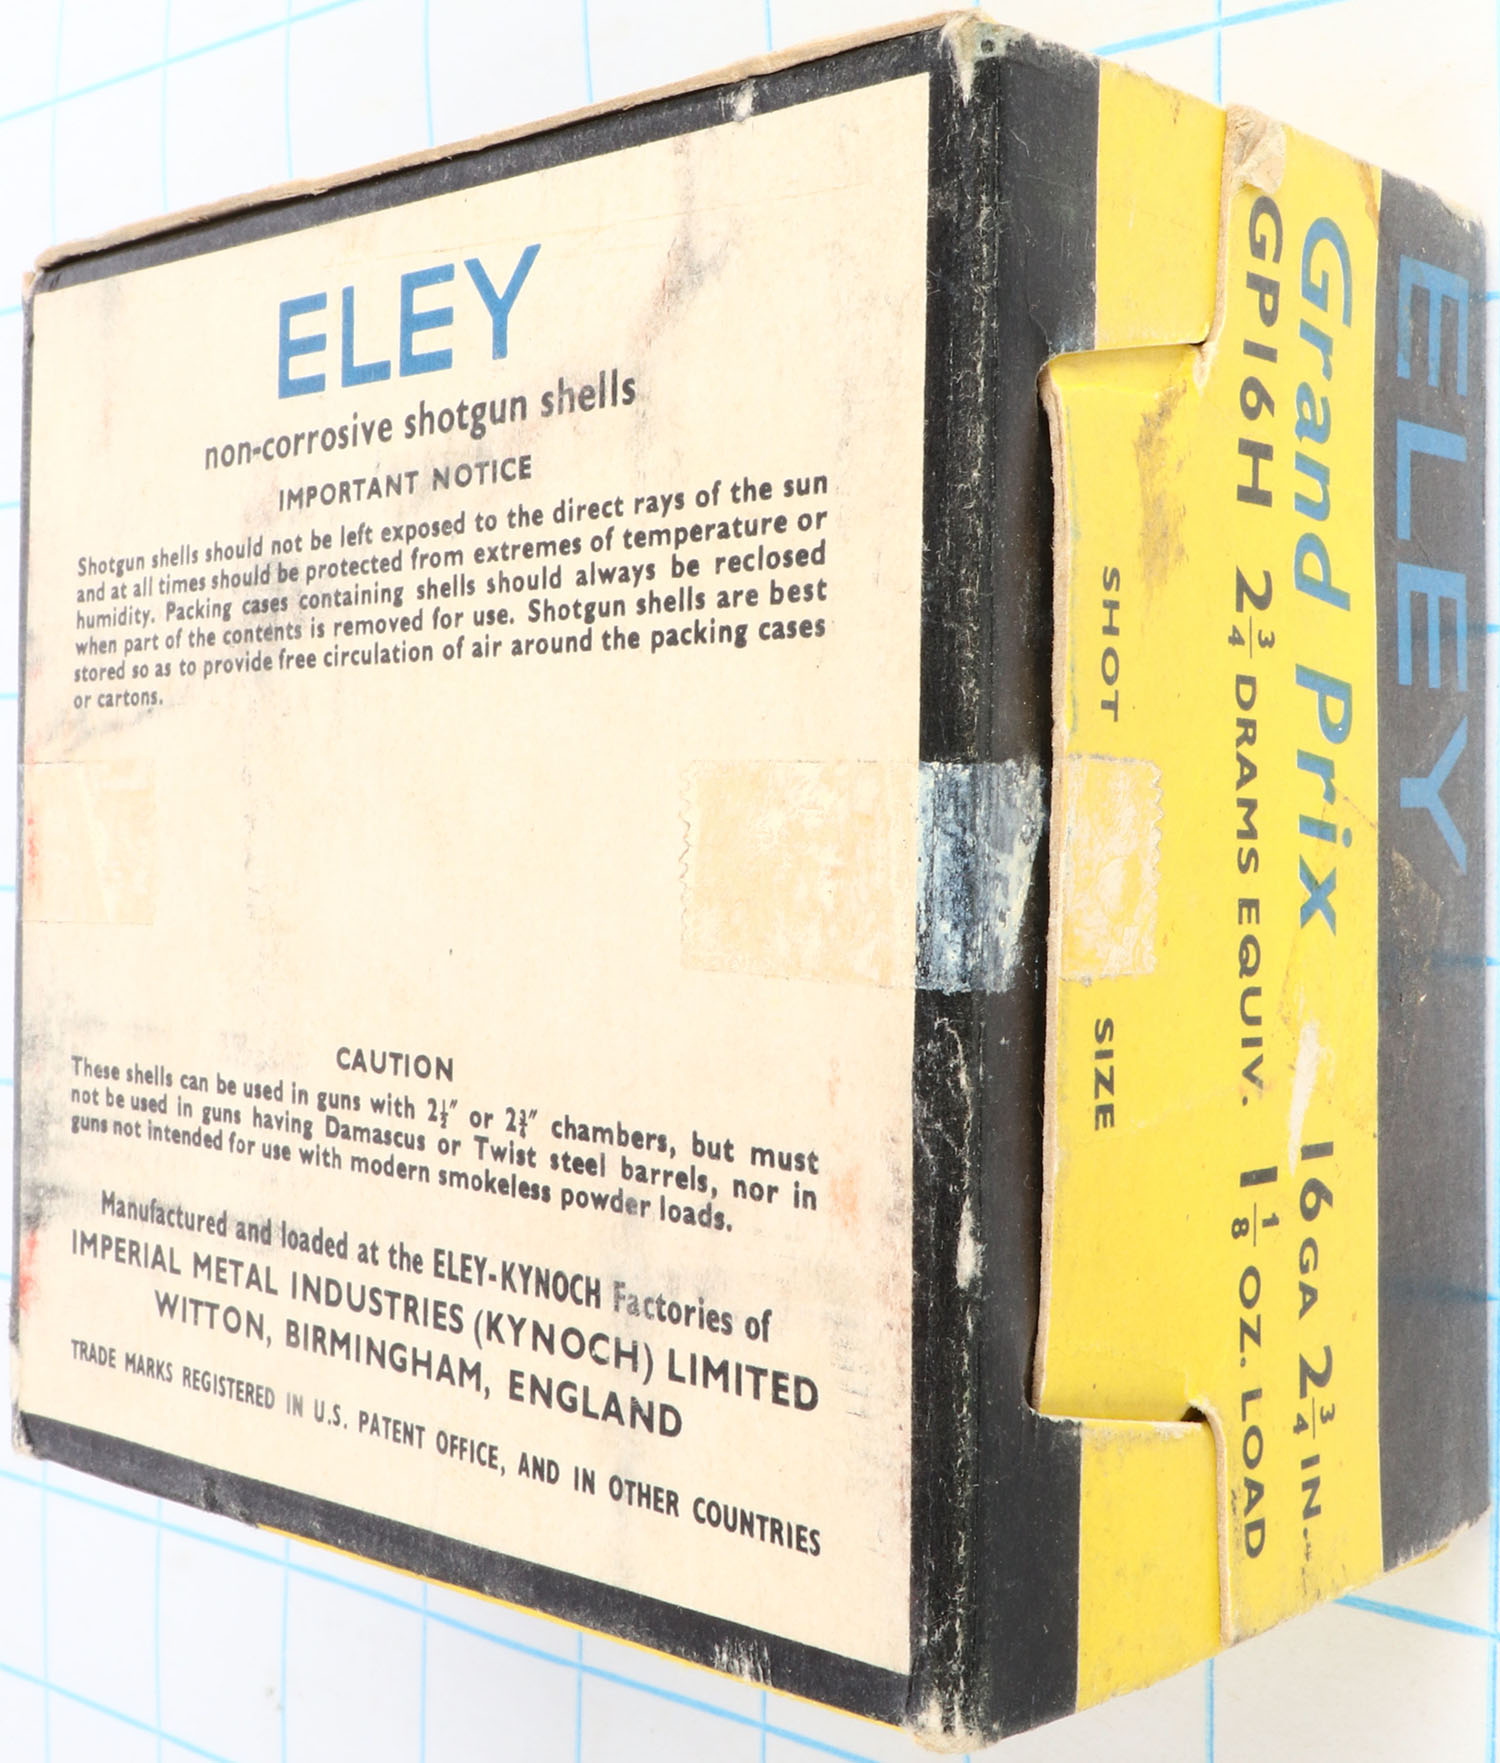 ELEY
non-corrosive shotgun shells
IMPORTANT NOTICE
Shotgun shells should not be left exposed to the direct rays of the sun
and at all times should be protected from extremes of temperature or
humidity. Packing cases containing shells should always be reclosed
when part of the contents is removed for use. Shotgun shells are best
stored so as to provide free circulation of air around the packing cases
or cartons.
CAUTION
These shells can be used in guns with 2½″ or 2¾″ chambers, but must
not be used in guns having Damascus or Twist steel barrels, nor in
guns not intended for use with modern smokeless powder loads.
Manufactured and loaded at the ELEY-KYNOCH Factories of
IMPERIAL METAL INDUSTRIES (KYNOCH) LIMITED
WITTON, BIRMINGHAM, ENGLAND
TRADE MARKS REGISTERED IN U.S. PATENT OFFICE, AND IN OTHER COUNTRIES
ELEY
Grand Prix 16GA 2¾ IN.
GP16H 2¾ DRAMS EQUIV. 1⅛ OZ. LOAD
SHOT SIZE